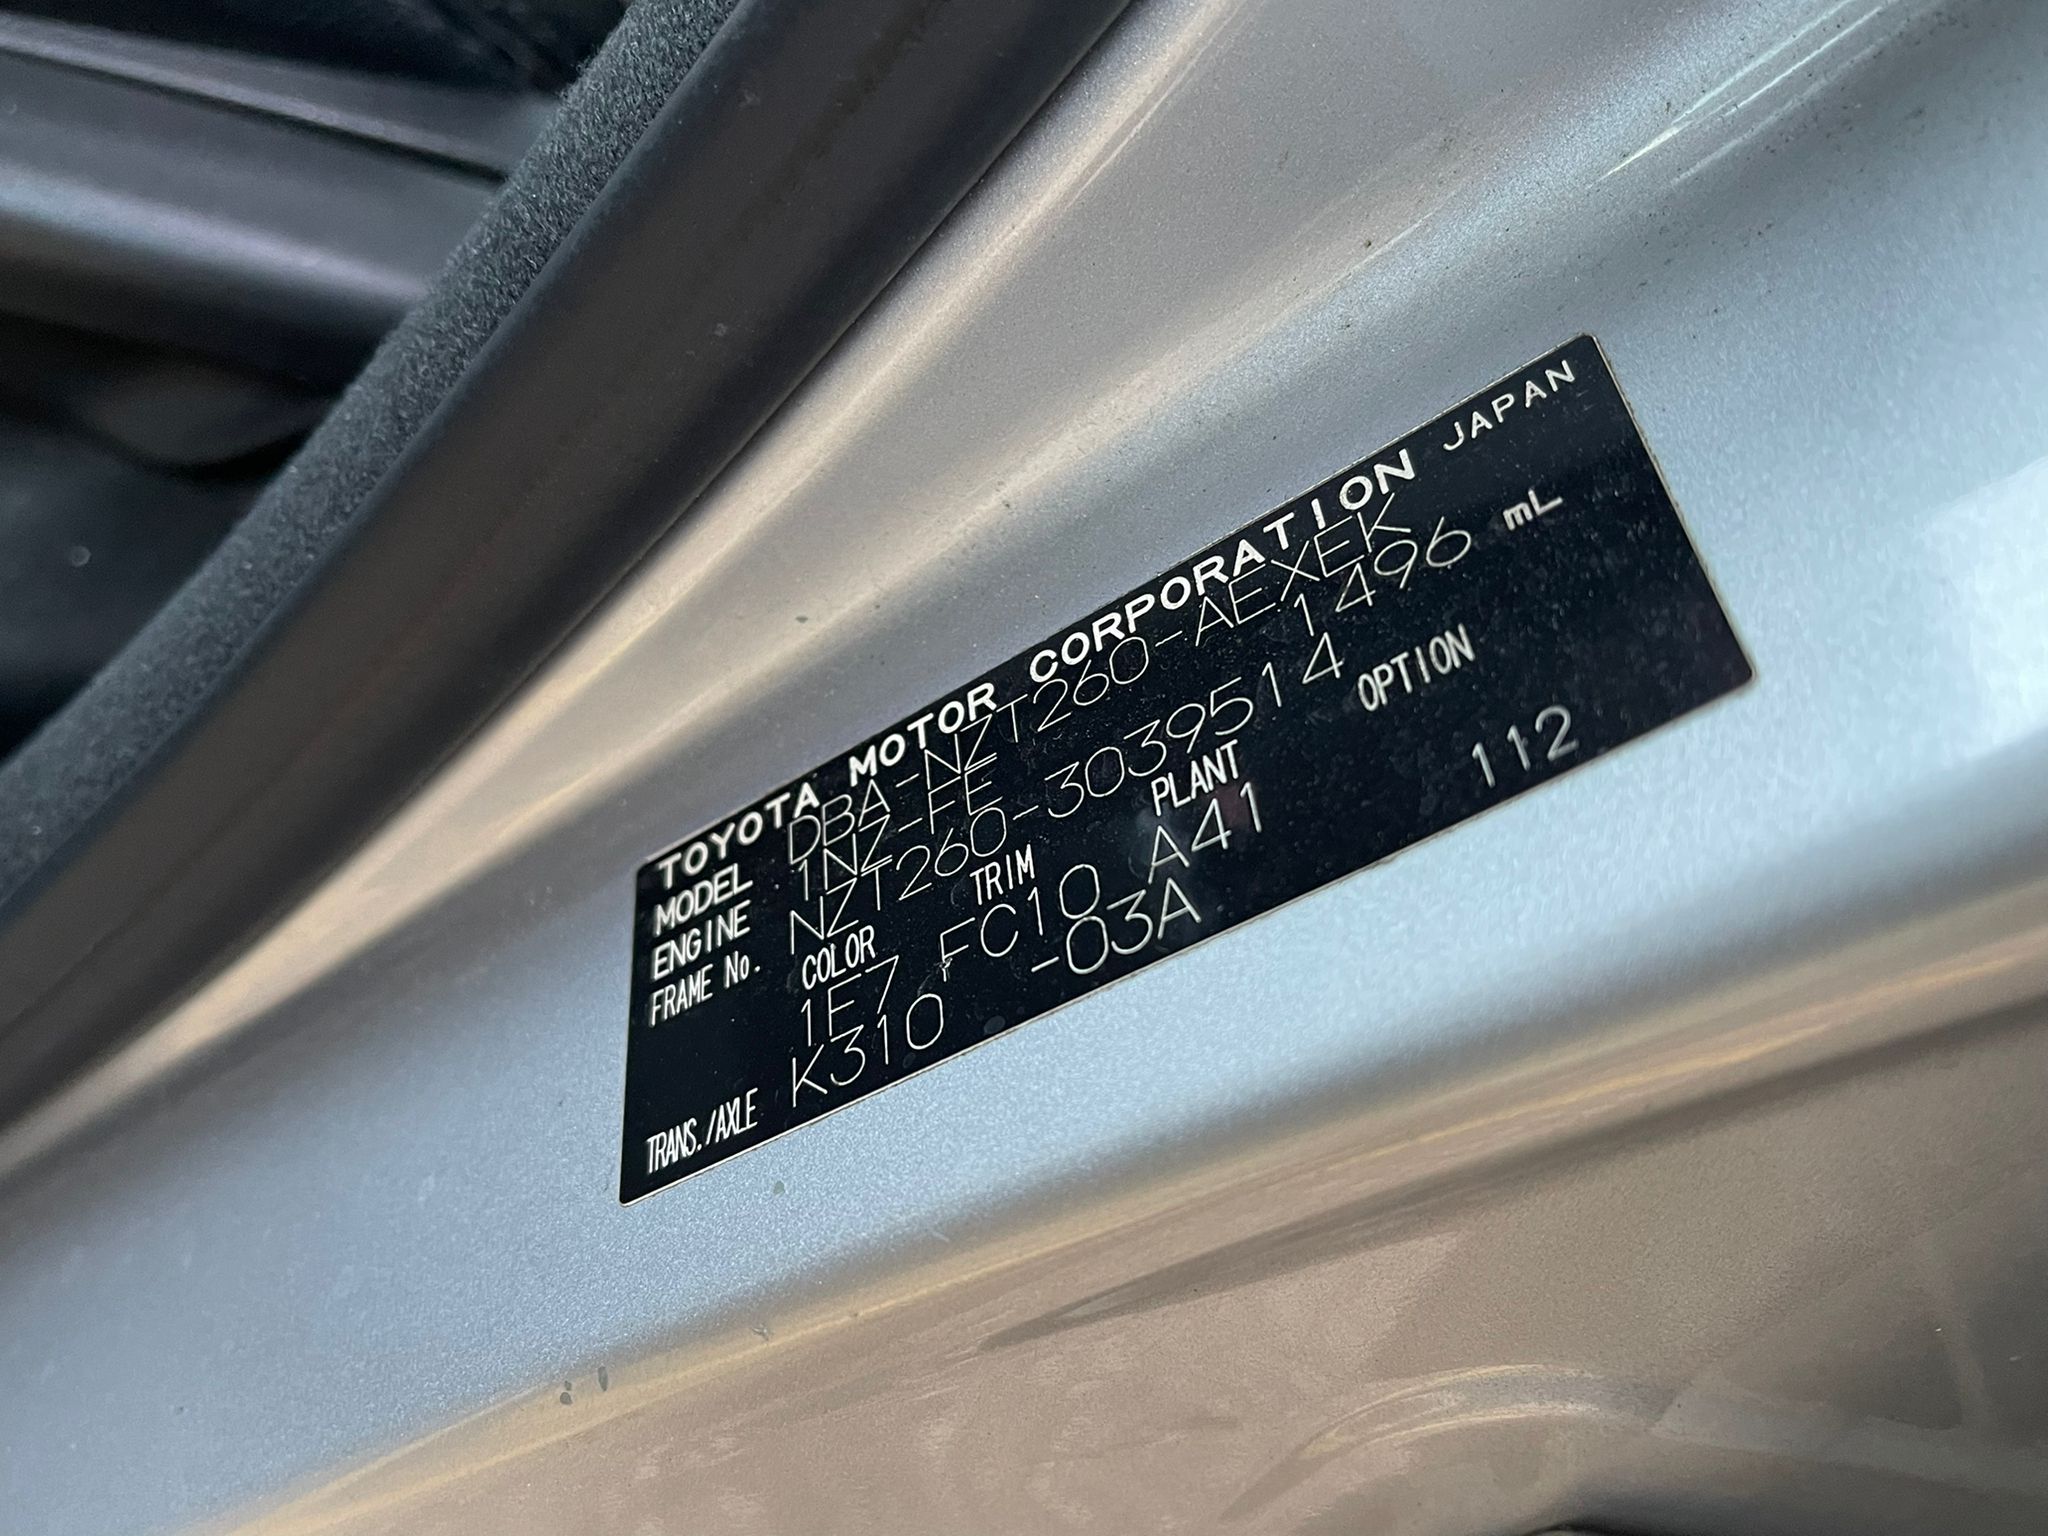 TOYOTA MOTOR CORPORATION JAPAN
MODEL DBA-NZT260-AEXEK
ENGINE 1NZ-FE 1496 mL
FRAME No. NZT260-3039514
COLOR TRIM PLANT OPTION
1E7 FC10 A41 112
TRANS./AXLE K310 -03A